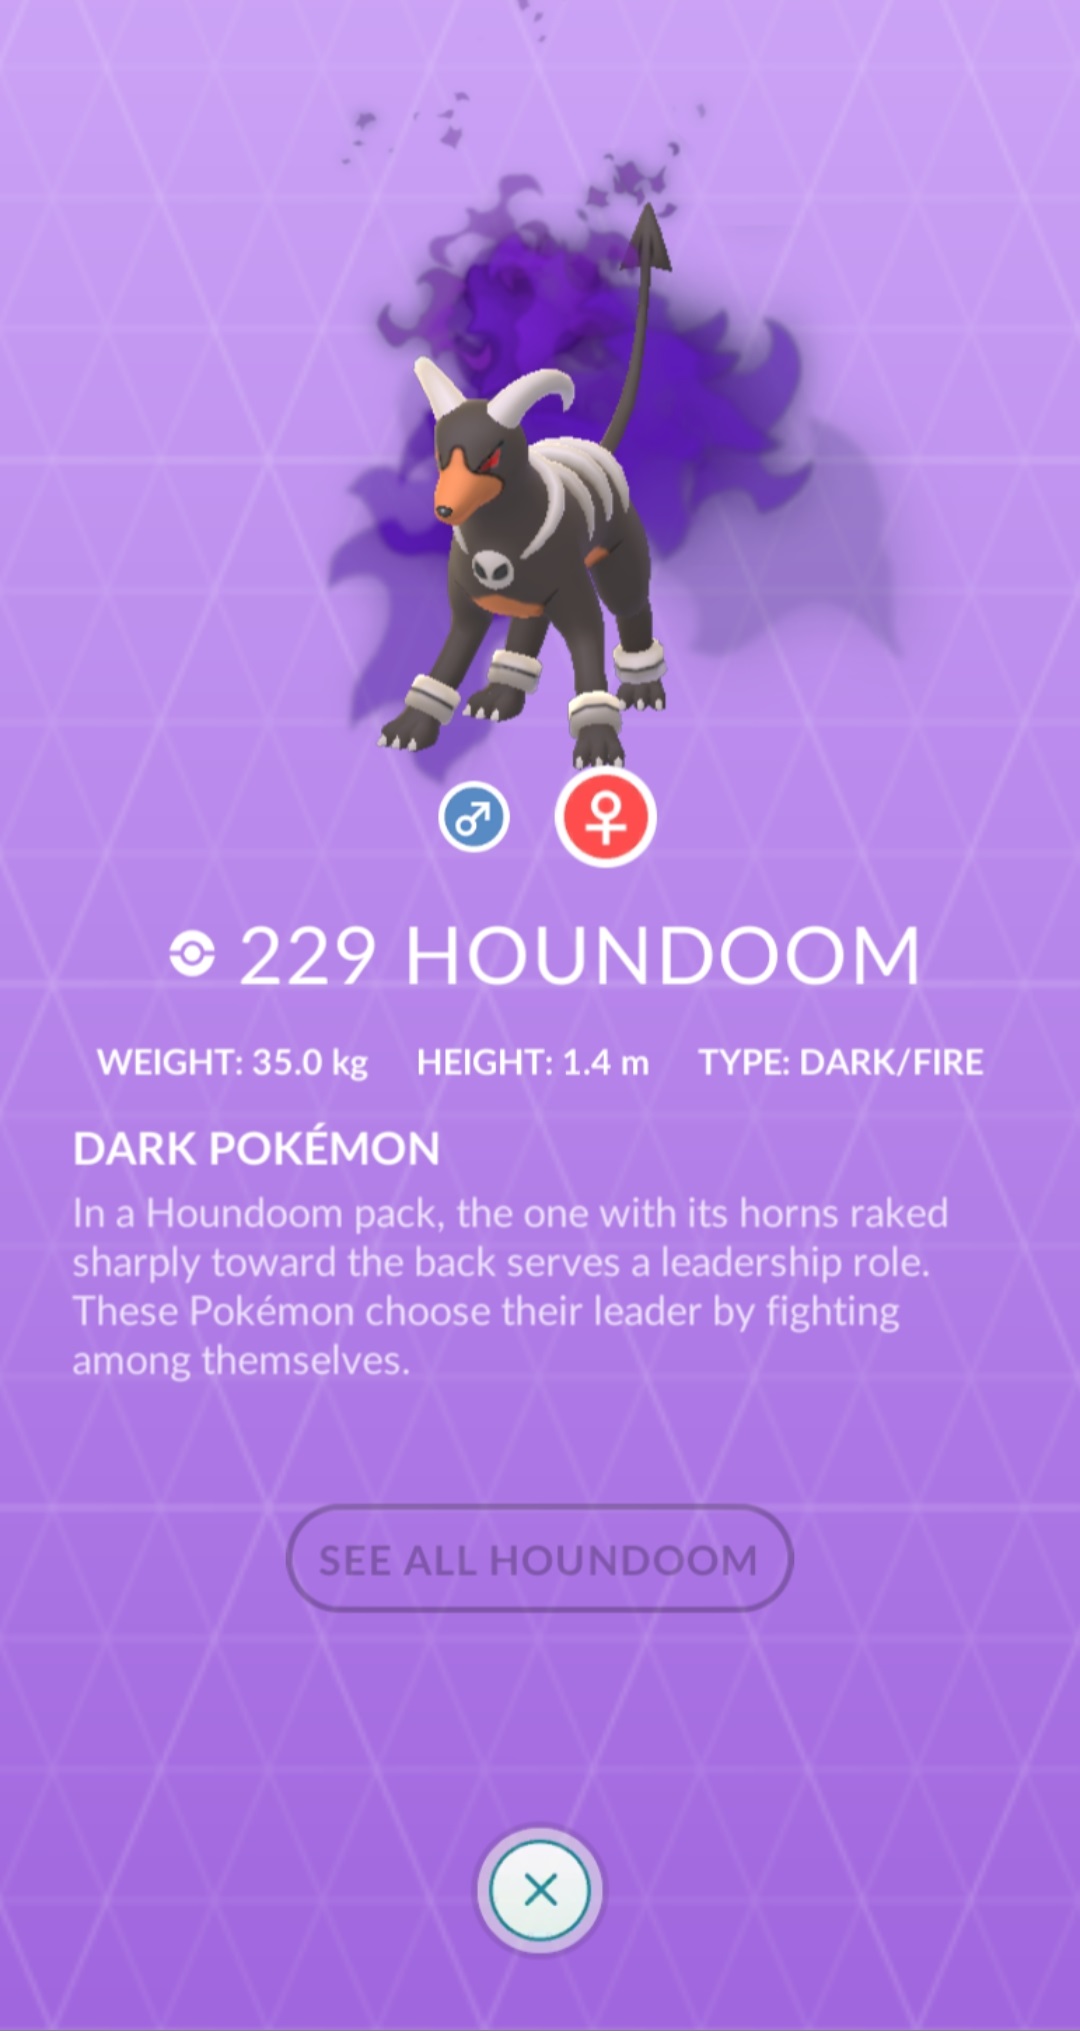 229 HOUNDOOM
WEIGHT: 35.0 kg HEIGHT: 1.4 m TYPE: DARK/FIRE
DARK POKÉMON
In a Houndoom pack, the one with its horns raked
sharply toward the back serves a leadership role.
These Pokémon choose their leader by fighting
among themselves.
SEE ALL HOUNDOOM